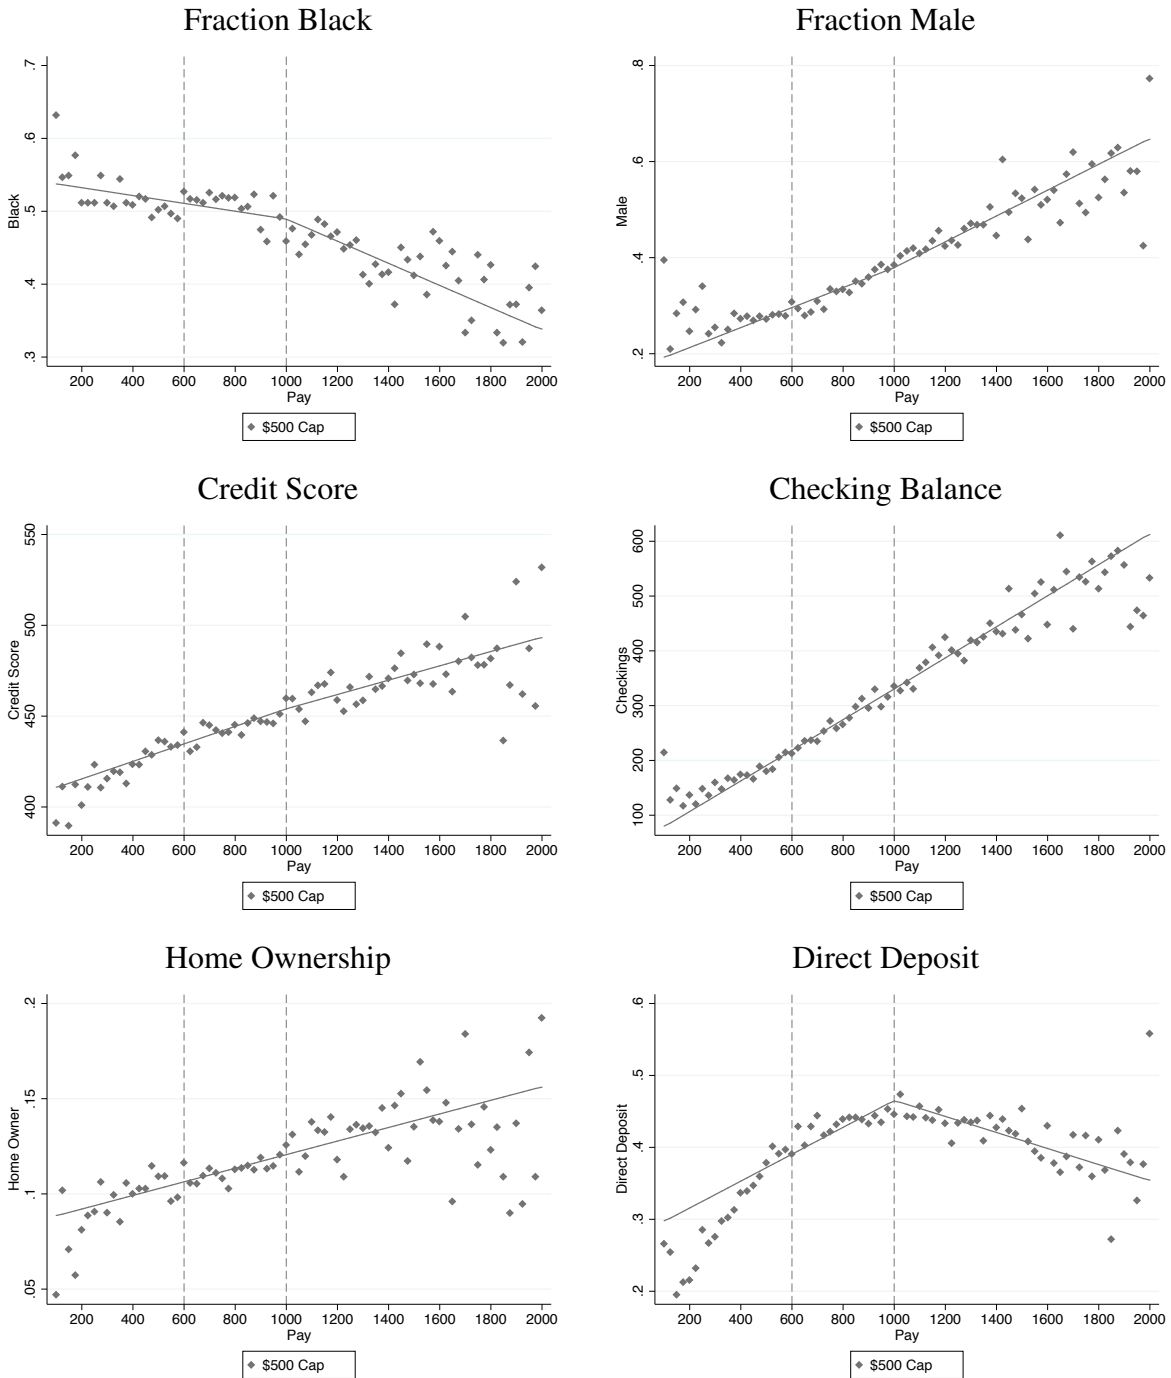 Fraction Black
.7
.6
.5
.4
.3
Black
200 400 600 800 1000 1200 1400 1600 1800 2000
Pay
$500 Cap
Fraction Male
.8
.6
.4
.2
Male
200 400 600 800 1000 1200 1400 1600 1800 2000
Pay
$500 Cap
Credit Score
550
500
450
400
Credit Score
200 400 600 800 1000 1200 1400 1600 1800 2000
Pay
$500 Cap
Checking Balance
600
500
400
300
200
100
Checkings
200 400 600 800 1000 1200 1400 1600 1800 2000
Pay
$500 Cap
Home Ownership
.2
.15
.1
.05
Home Owner
200 400 600 800 1000 1200 1400 1600 1800 2000
Pay
$500 Cap
Direct Deposit
.6
.5
.4
.3
.2
Direct Deposit
200 400 600 800 1000 1200 1400 1600 1800 2000
Pay
$500 Cap